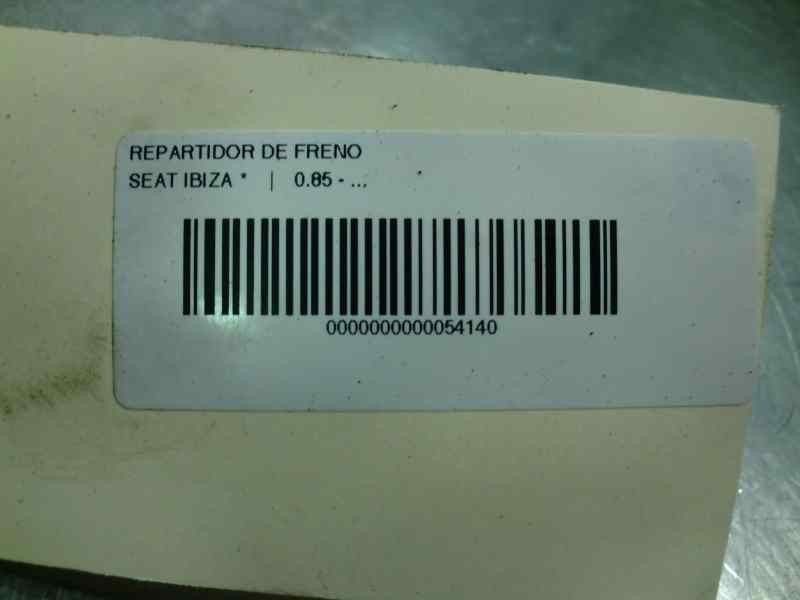 REPARTIDOR DE FRENO
SEAT IBIZA * | 0.85 - ...
0000000000054140